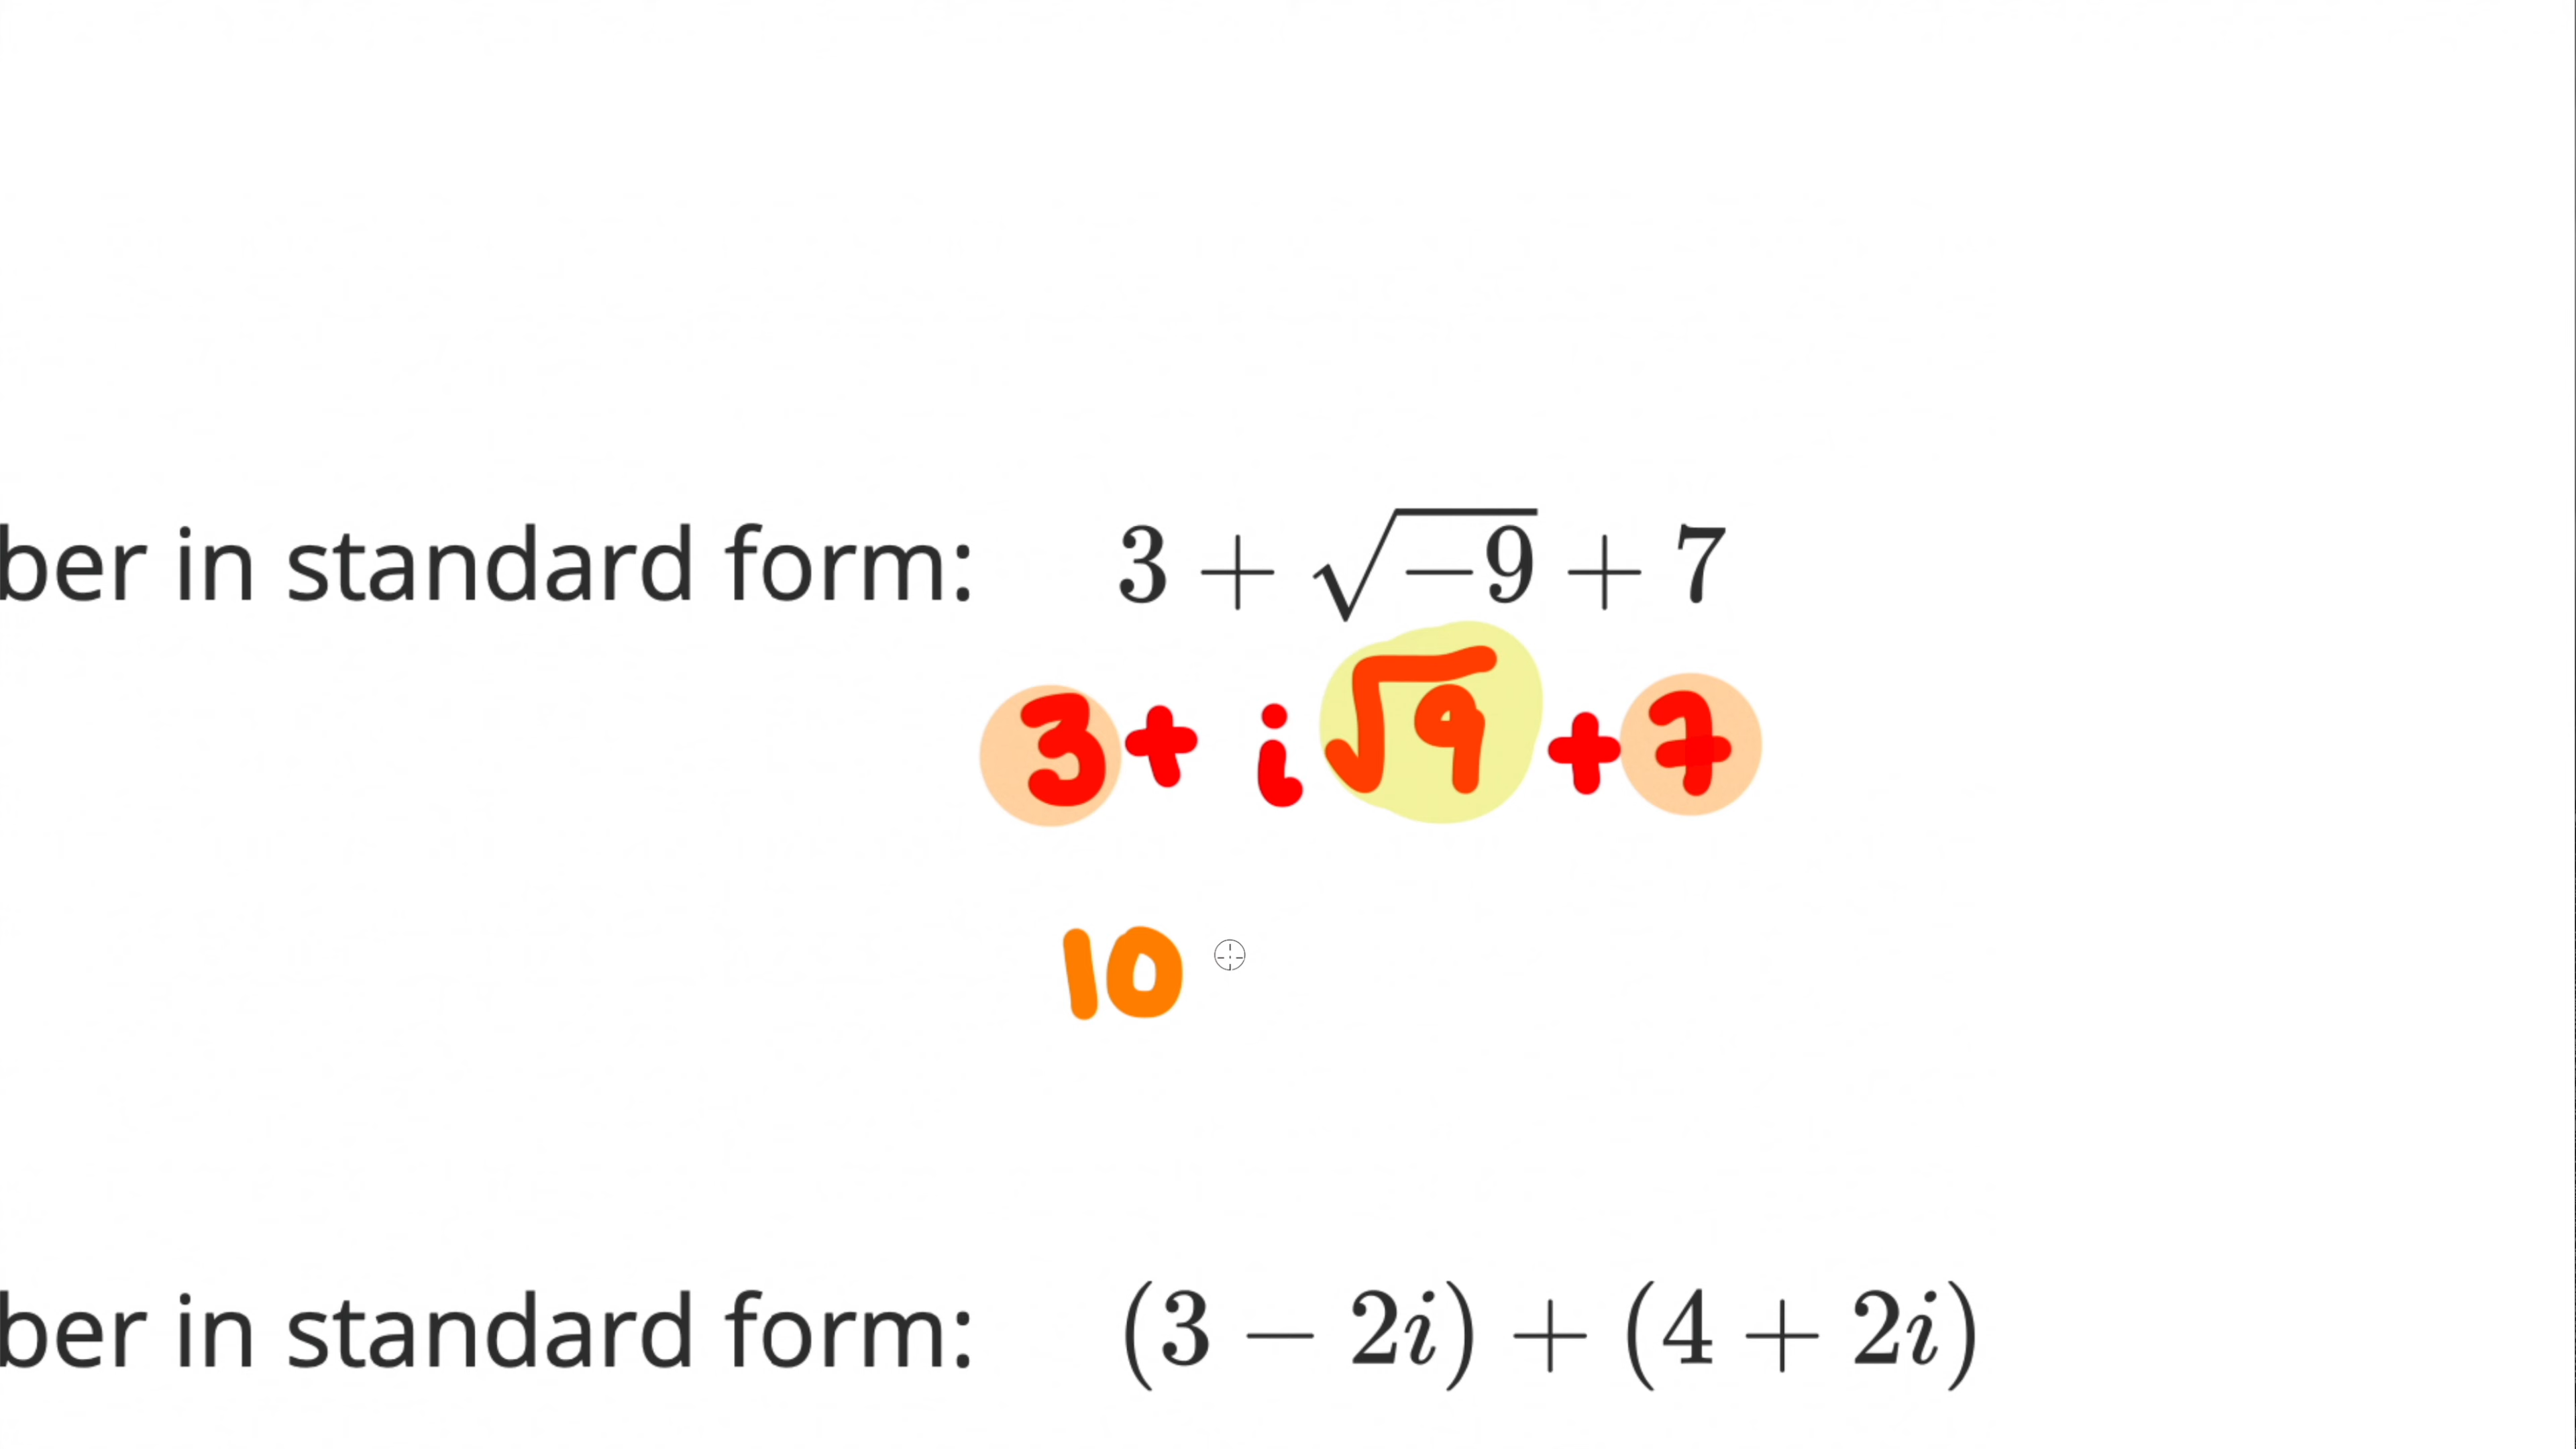 ber in standard form: 3 + √−9 + 7
3 + i √9 + 7
10
ber in standard form: (3 − 2i) + (4 + 2i)